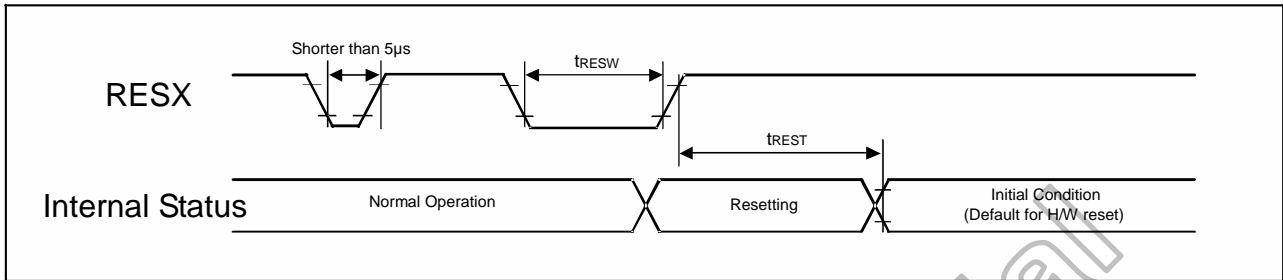 Shorter than 5µs
tRESW
RESX
tREST
Internal Status
Normal Operation
Resetting
Initial Condition
(Default for H/W reset)